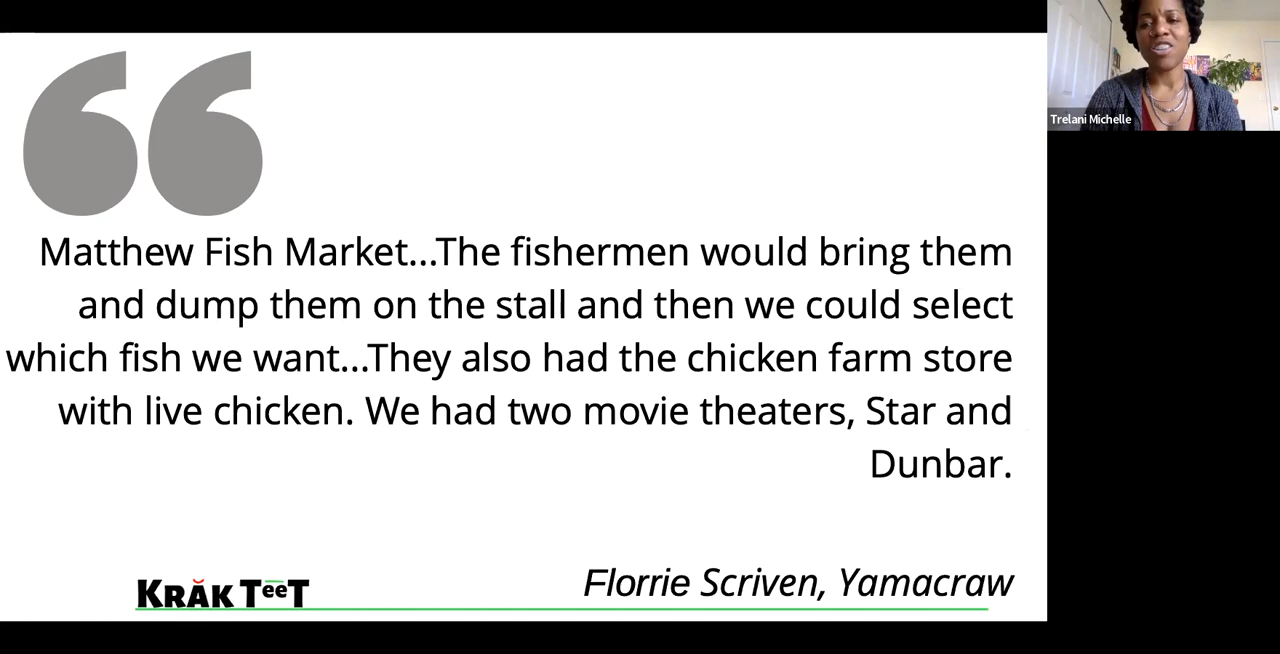 Trelani Michelle
Matthew Fish Market...The fishermen would bring them
and dump them on the stall and then we could select
which fish we want...They also had the chicken farm store
with live chicken. We had two movie theaters, Star and
Dunbar.
Florrie Scriven, Yamacraw
KRĂK TeeT